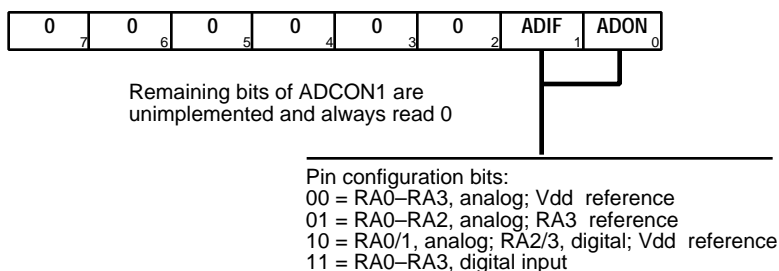 0 0 0 0 0 0 ADIF ADON
7 6 5 4 3 2 1 0
Remaining bits of ADCON1 are
unimplemented and always read 0
Pin configuration bits:
00 = RA0–RA3, analog; Vdd reference
01 = RA0–RA2, analog; RA3 reference
10 = RA0/1, analog; RA2/3, digital; Vdd reference
11 = RA0–RA3, digital input